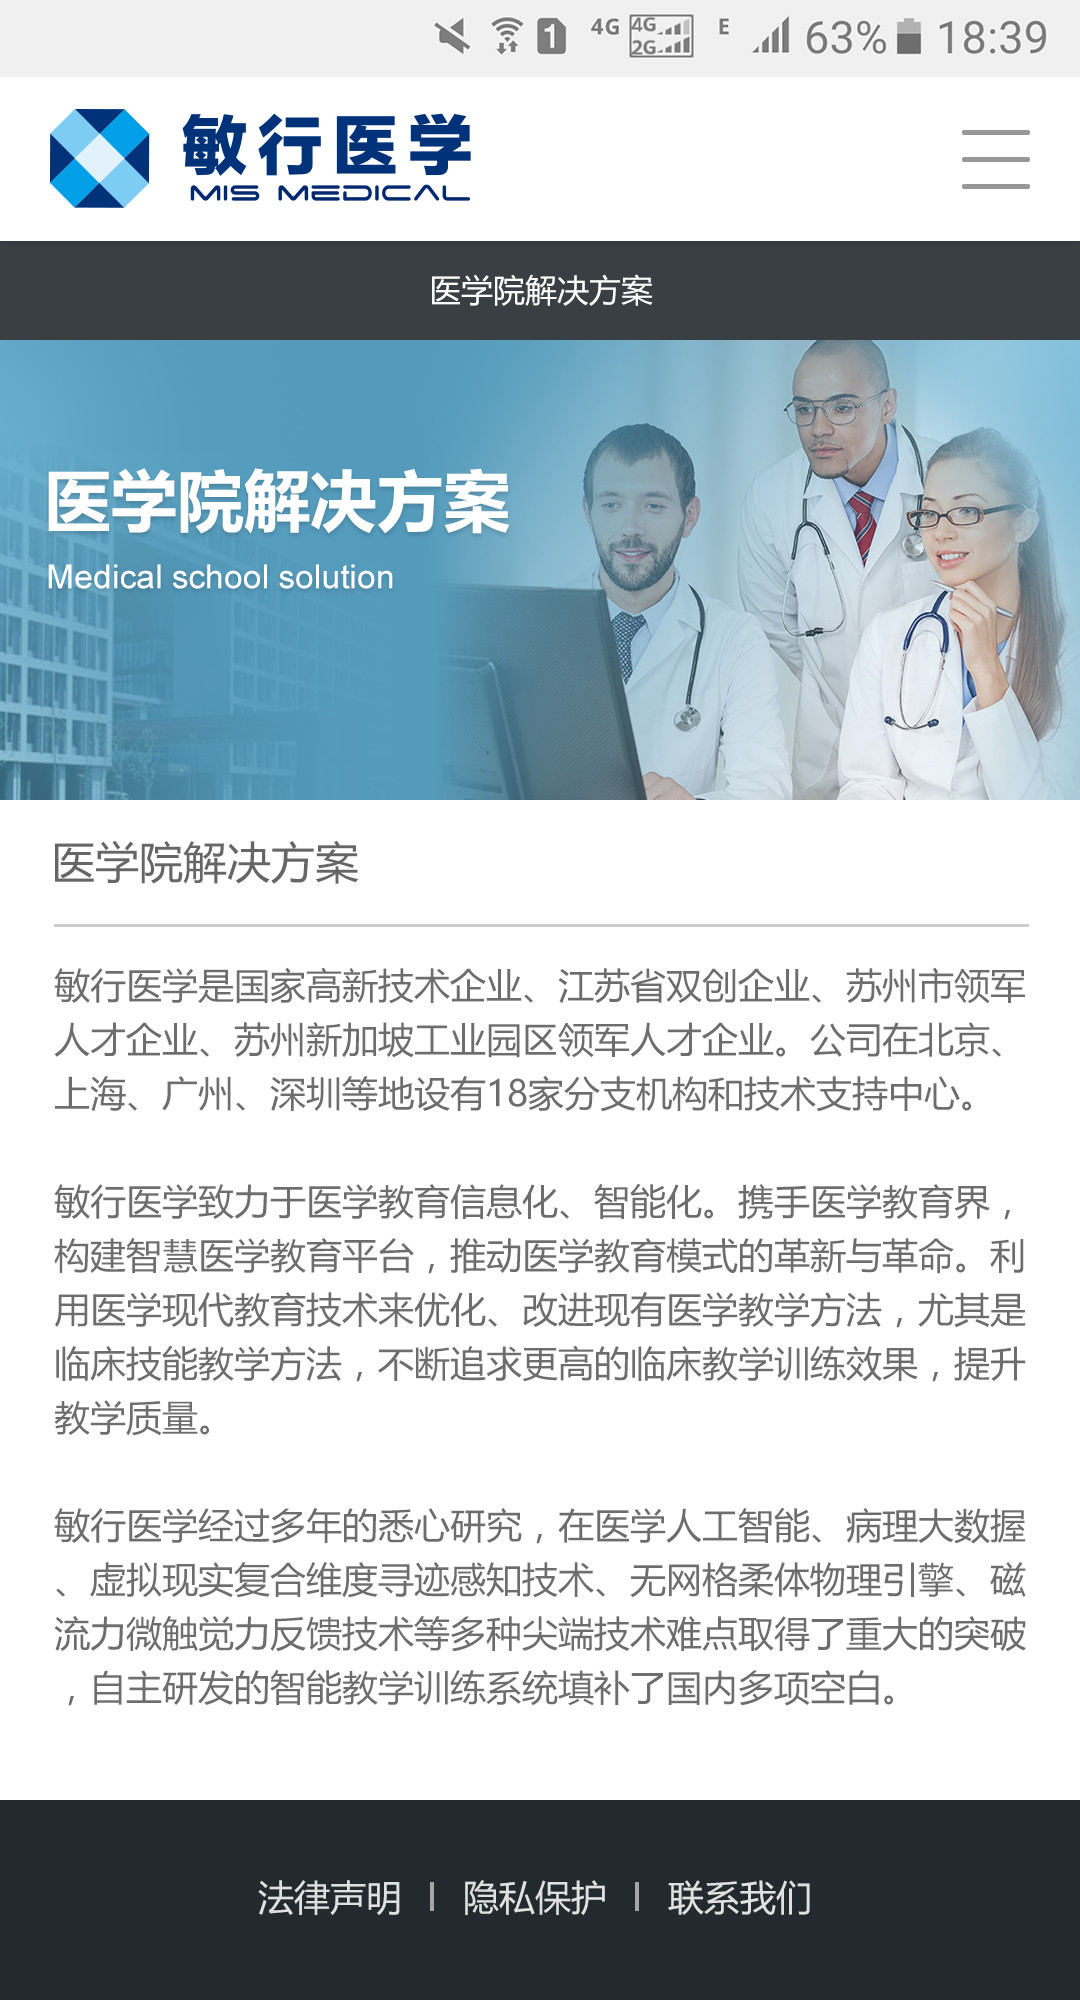 1 4G 4G 2G E 63% 18:39
敏行医学
MIS MEDICAL
医学院解决方案
医学院解决方案
Medical school solution
医学院解决方案
敏行医学是国家高新技术企业、江苏省双创企业、苏州市领军
人才企业、苏州新加坡工业园区领军人才企业。公司在北京、
上海、广州、深圳等地设有18家分支机构和技术支持中心。
敏行医学致力于医学教育信息化、智能化。携手医学教育界，
构建智慧医学教育平台，推动医学教育模式的革新与革命。利
用医学现代教育技术来优化、改进现有医学教学方法，尤其是
临床技能教学方法，不断追求更高的临床教学训练效果，提升
教学质量。
敏行医学经过多年的悉心研究，在医学人工智能、病理大数据
、虚拟现实复合维度寻迹感知技术、无网格柔体物理引擎、磁
流力微触觉力反馈技术等多种尖端技术难点取得了重大的突破
，自主研发的智能教学训练系统填补了国内多项空白。
法律声明 | 隐私保护 | 联系我们